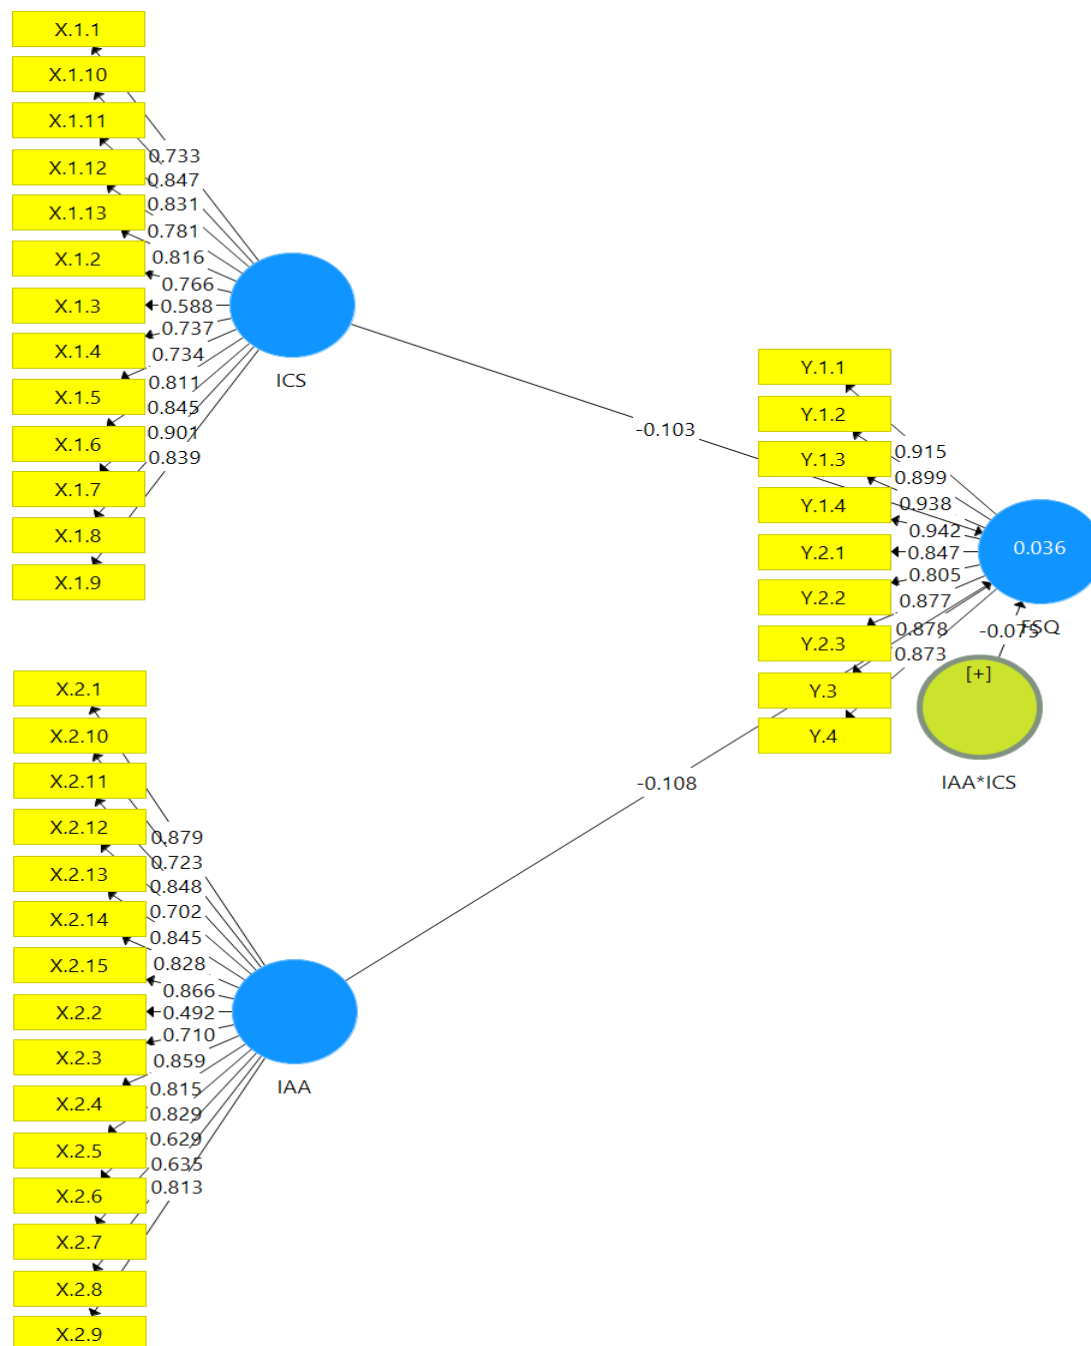 X.1.1
X.1.10
X.1.11
X.1.12
X.1.13
X.1.2
X.1.3
X.1.4
X.1.5
X.1.6
X.1.7
X.1.8
X.1.9
0.733
0.847
0.831
0.781
0.816
0.766
0.588
0.737
0.734
0.811
0.845
0.901
0.839
ICS
-0.103
Y.1.1
Y.1.2
Y.1.3
Y.1.4
Y.2.1
Y.2.2
Y.2.3
Y.3
Y.4
0.915
0.899
0.938
0.942
0.847
0.805
0.877
0.878
0.873
0.036
FSQ
-0.075
[+]
IAA*ICS
-0.108
X.2.1
X.2.10
X.2.11
X.2.12
X.2.13
X.2.14
X.2.15
X.2.2
X.2.3
X.2.4
X.2.5
X.2.6
X.2.7
X.2.8
X.2.9
0.879
0.723
0.848
0.702
0.845
0.828
0.866
0.492
0.710
0.859
0.815
0.829
0.629
0.635
0.813
IAA